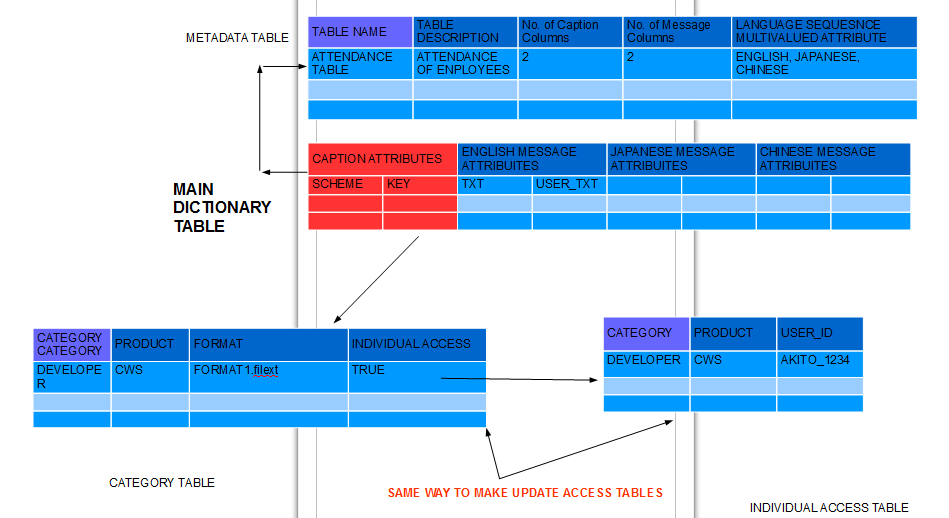 METADATA TABLE
TABLE NAME
TABLE
DESCRIPTION
No. of Caption
Columns
No. of Message
Columns
LANGUAGE SEQUESNCE
MULTIVALUED ATTRIBUTE
ATTENDANCE
TABLE
ATTENDANCE
OF ENPLOYEES
2
2
ENGLISH, JAPANESE,
CHINESE
MAIN
DICTIONARY
TABLE
CAPTION ATTRIBUTES
ENGLISH MESSAGE
ATTRIBUITES
JAPANESE MESSAGE
ATTRIBUITES
CHINESE MESSAGE
ATTRIBUITES
SCHEME
KEY
TXT
USER_TXT
CATEGORY
CATEGORY
PRODUCT
FORMAT
INDIVIDUAL ACCESS
DEVELOPE
R
CWS
FORMAT1.filext
TRUE
CATEGORY
PRODUCT
USER_ID
DEVELOPER
CWS
AKITO_1234
CATEGORY TABLE
SAME WAY TO MAKE UPDATE ACCESS TABLES
INDIVIDUAL ACCESS TABLE